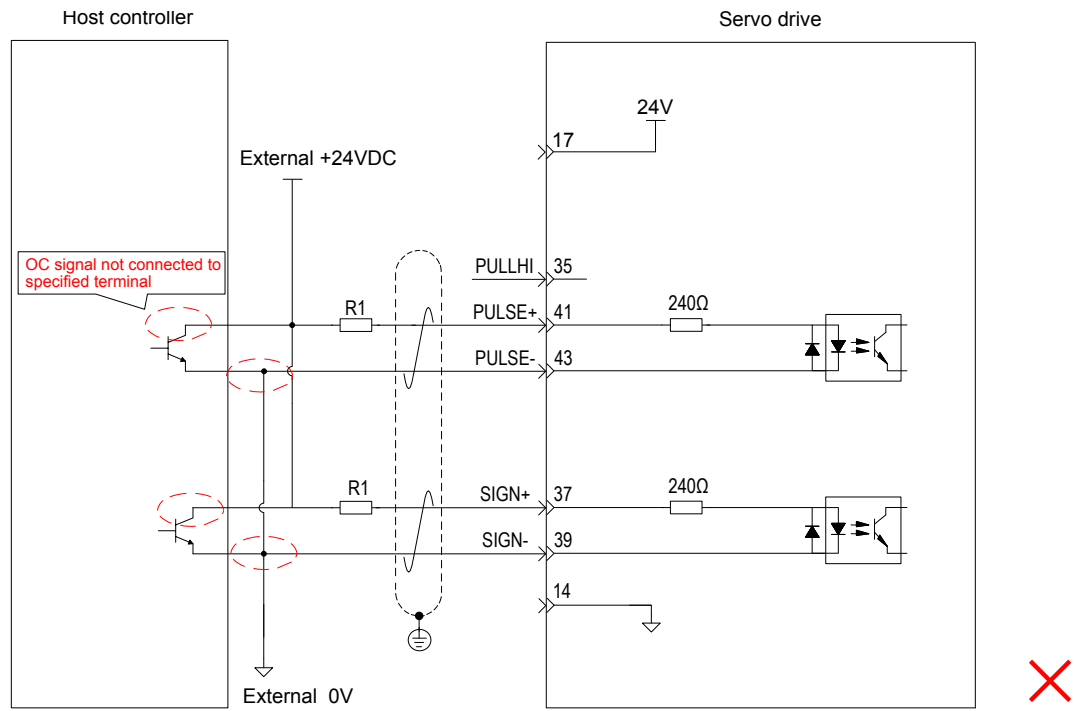 Host controller
Servo drive
24V
17
External +24VDC
OC signal not connected to
specified terminal
PULLHI
35
R1
PULSE+
41
240Ω
PULSE-
43
R1
SIGN+
37
240Ω
SIGN-
39
14
External 0V